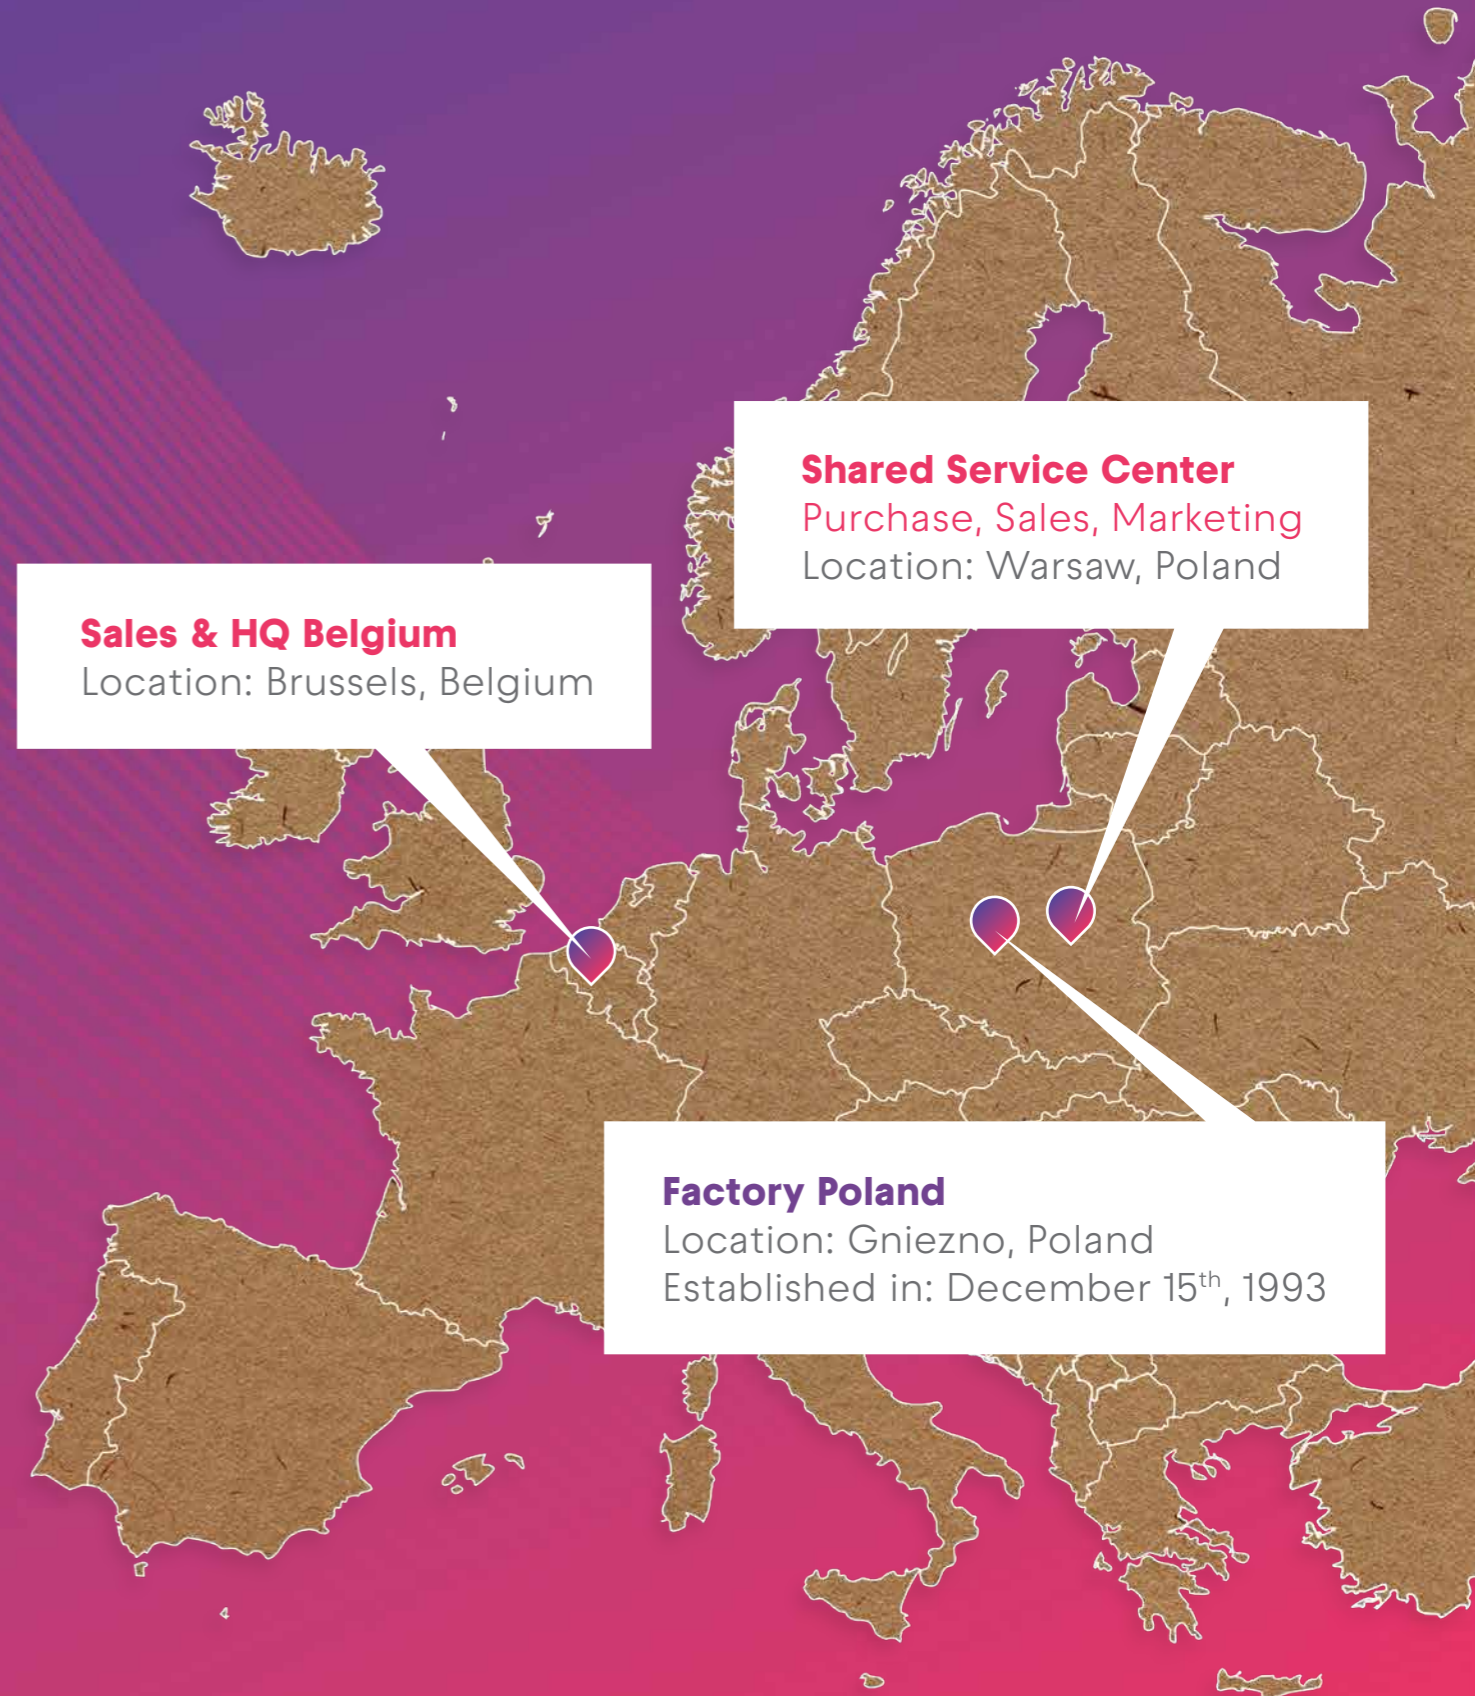 Shared Service Center
Purchase, Sales, Marketing
Location: Warsaw, Poland
Sales & HQ Belgium
Location: Brussels, Belgium
Factory Poland
Location: Gniezno, Poland
Established in: December 15th, 1993